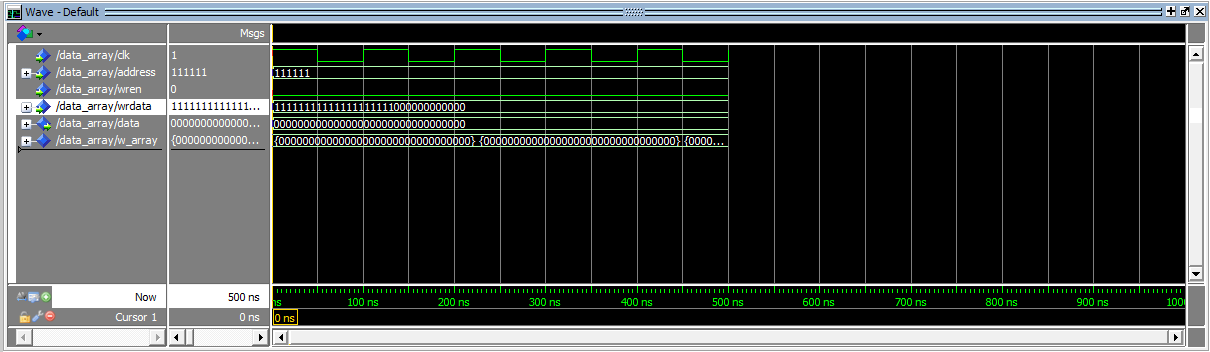 Wave - Default
Msgs
/data_array/clk 1
/data_array/address 111111 111111
/data_array/wren 0
/data_array/wrdata 1111111111111... 11111111111111111111000000000000
/data_array/data 0000000000000... 00000000000000000000000000000000
/data_array/w_array {000000000000... {00000000000000000000000000000000} {00000000000000000000000000000000} {0000...
Now 500 ns ns 100 ns 200 ns 300 ns 400 ns 500 ns 600 ns 700 ns 800 ns 900 ns 1000
Cursor 1 0 ns 0 ns